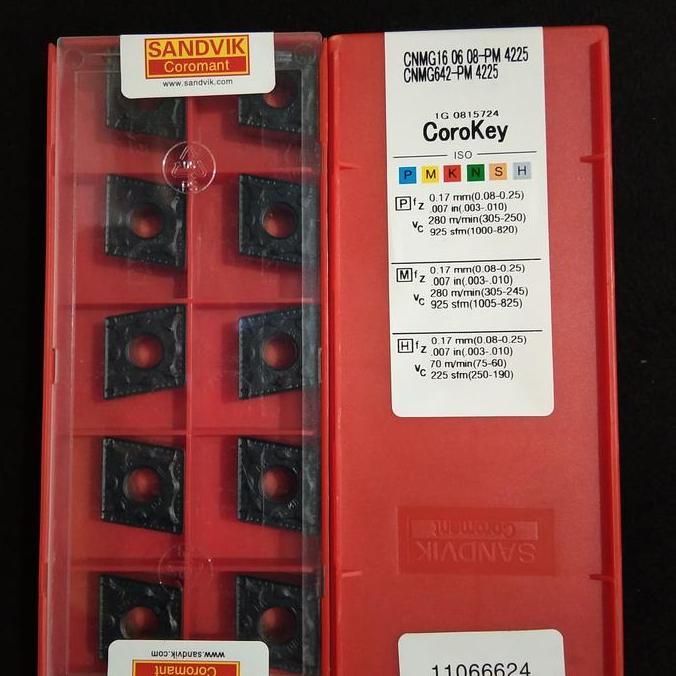 SANDVIK
Coromant
www.sandvik.com
CNMG16 06 08-PM 4225
CNMG642-PM 4225
1G 0815724
CoroKey
ISO
P M K N S H
P fz 0.17 mm(0.08-0.25)
.007 in(.003-.010)
vc 280 m/min(305-250)
925 sfm(1000-820)
M fz 0.17 mm(0.08-0.25)
.007 in(.003-.010)
vc 280 m/min(305-245)
925 sfm(1005-825)
H fz 0.17 mm(0.08-0.25)
.007 in(.003-.010)
vc 70 m/min(75-60)
225 sfm(250-190)
SANDVIK
Coromant
www.sandvik.com
Coromant
11066624